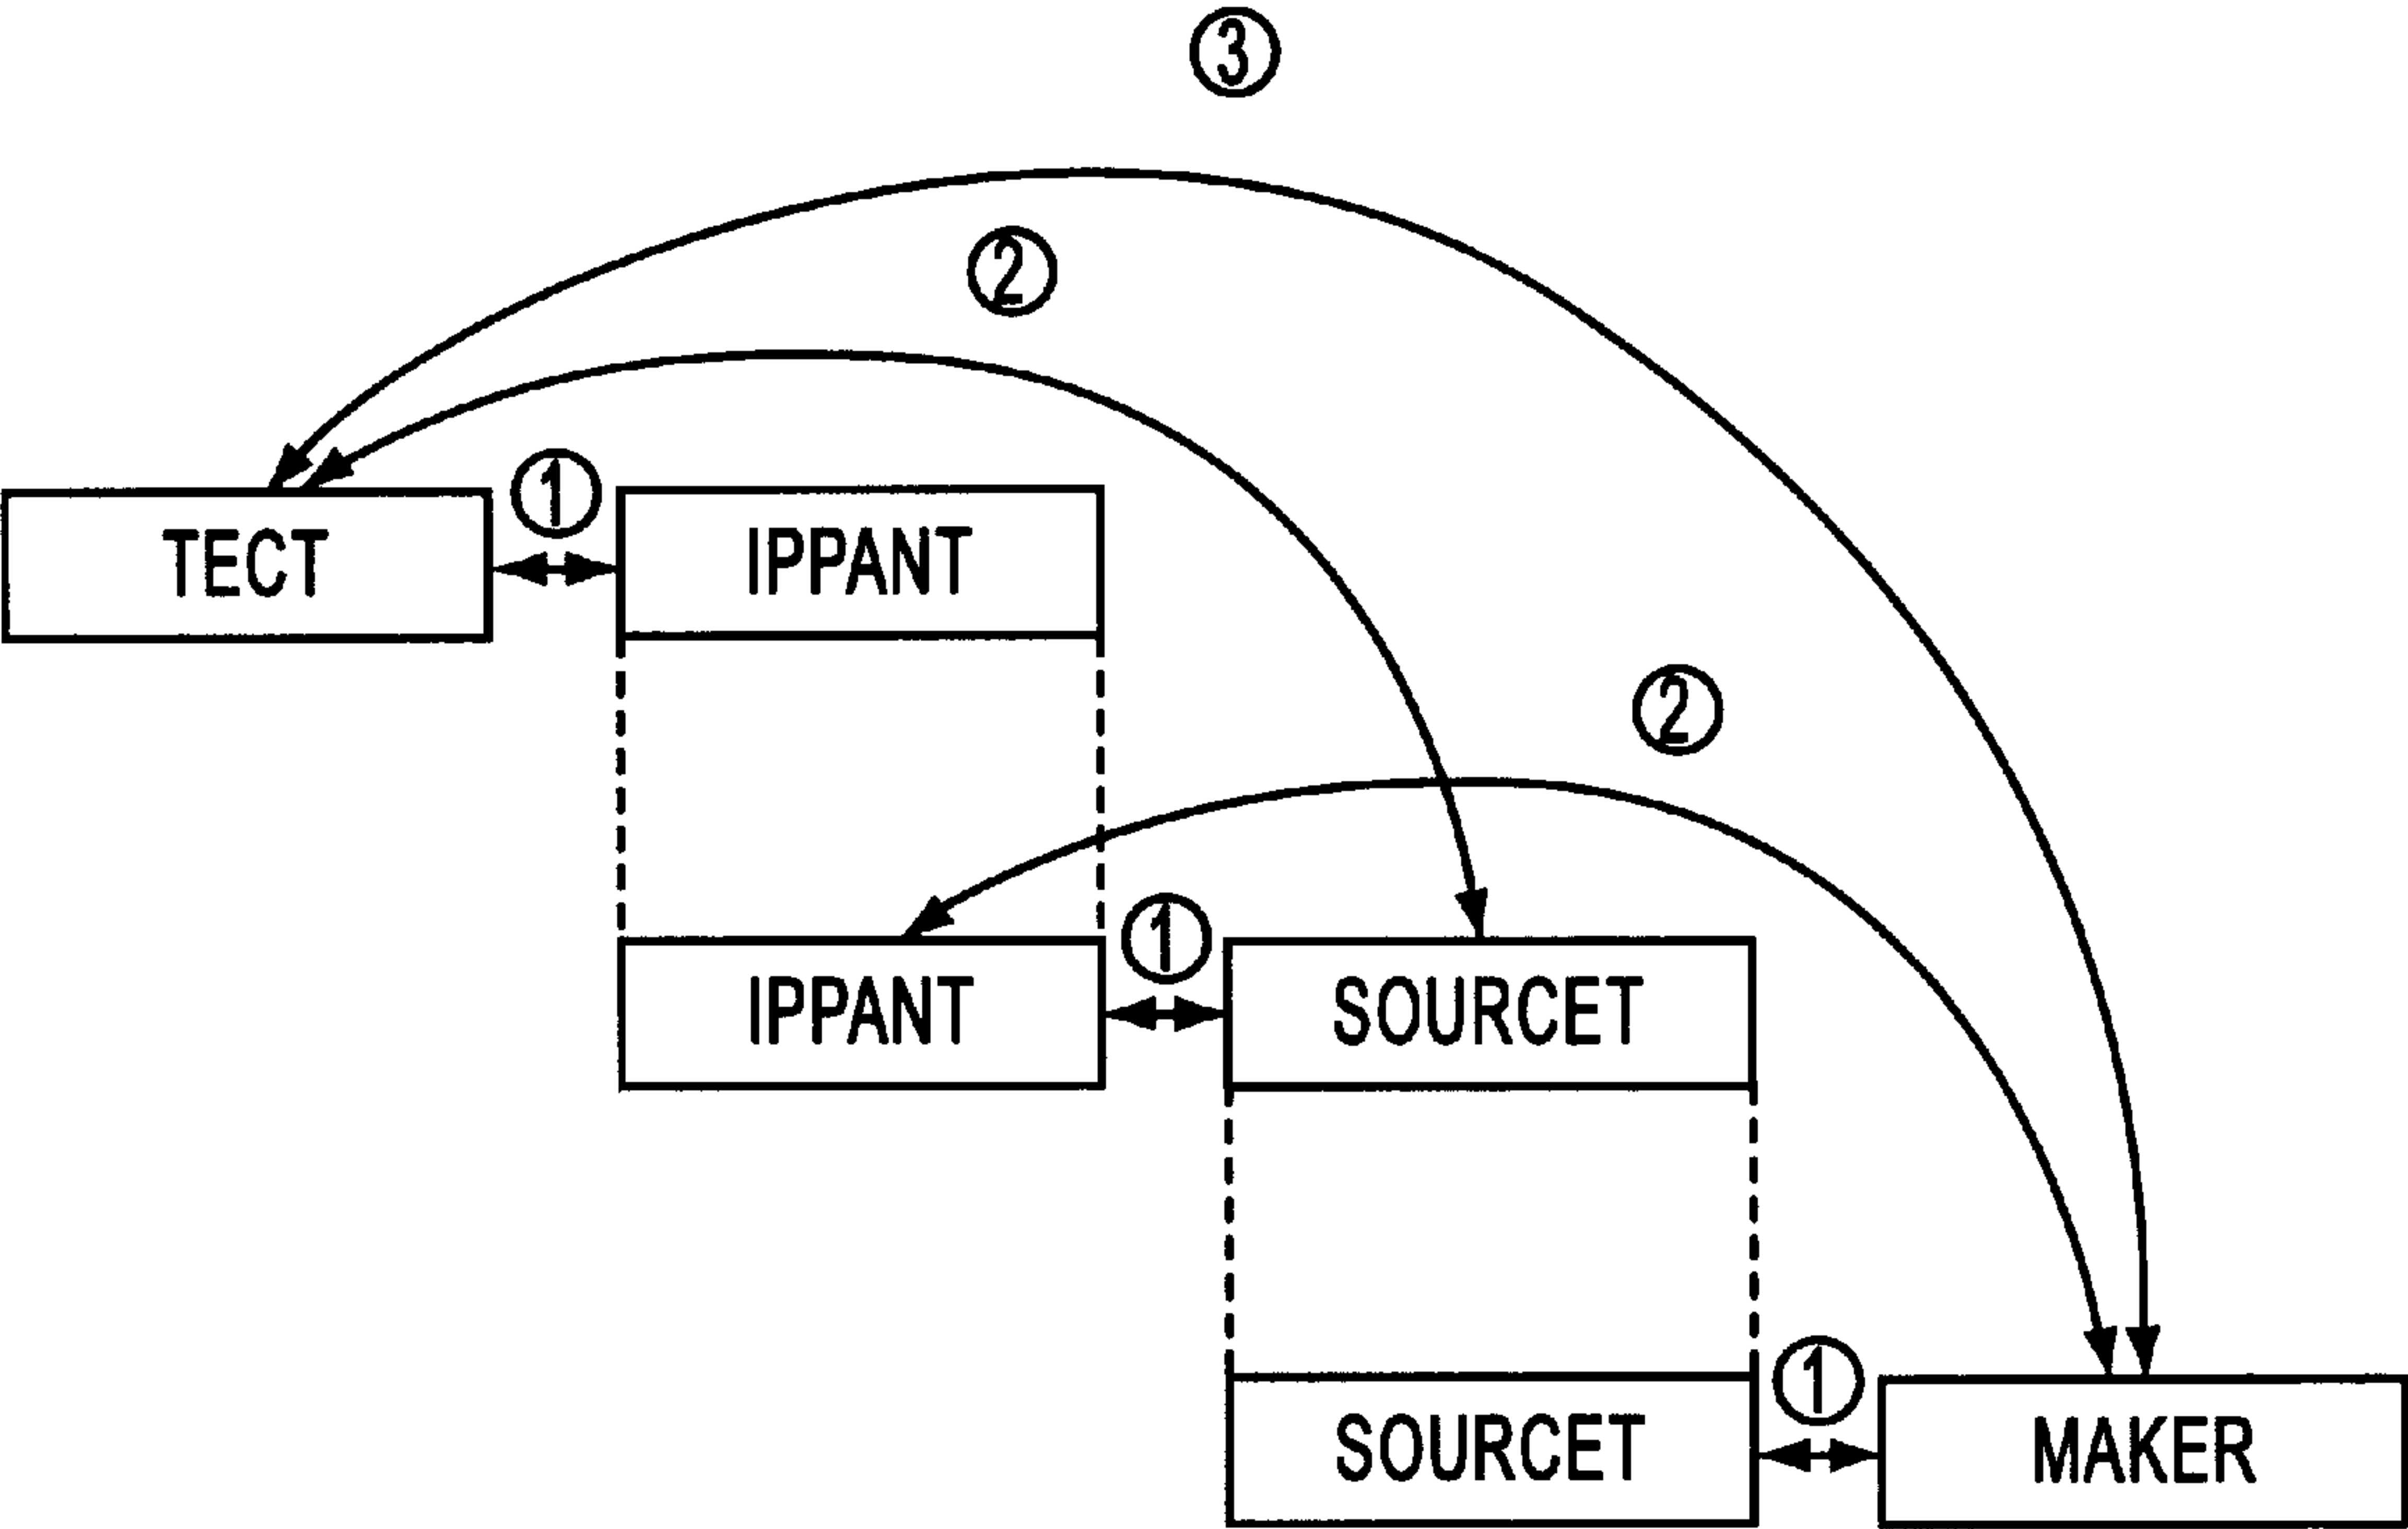 ③
②
①
TECT
IPPANT
②
①
IPPANT
SOURCET
①
SOURCET
MAKER